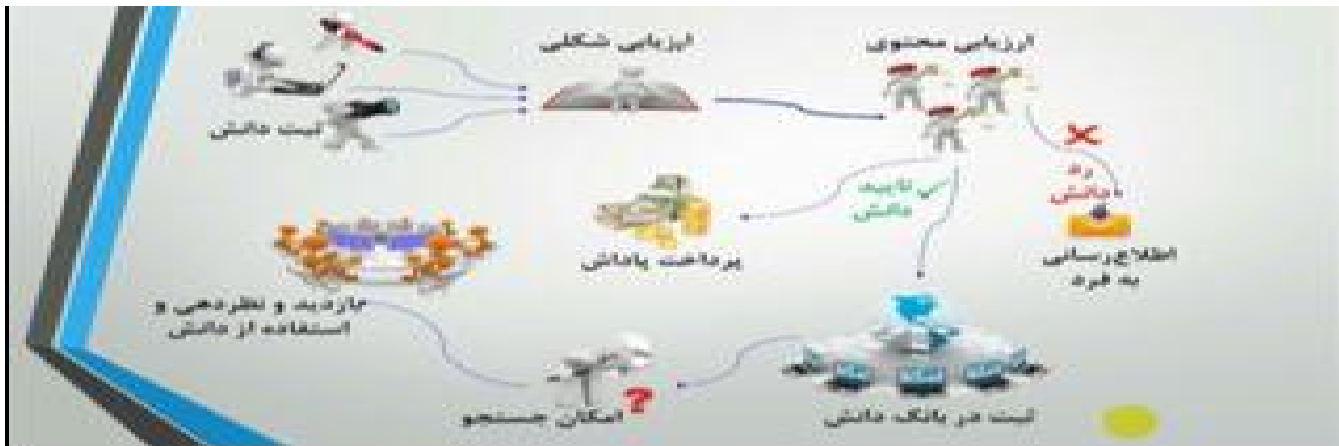 ارزیابی شکلی
ارزیابی محتوی
ثبت دانش
رد
دانش
تایید
دانش
اطلاع‌رسانی
به فرد
پرداخت پاداش
بازدید و نظردهی و
استفاده از دانش
ثبت در بانک دانش
امکان جستجو
?